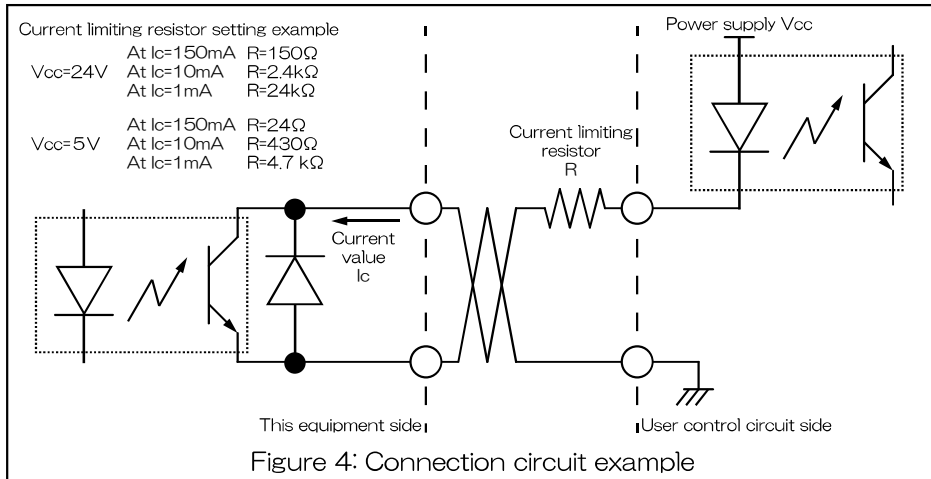 Current limiting resistor setting example
Vcc=24V
At Ic=150mA R=150Ω
At Ic=10mA R=2.4kΩ
At Ic=1mA R=24kΩ
Vcc=5V
At Ic=150mA R=24Ω
At Ic=10mA R=430Ω
At Ic=1mA R=4.7 kΩ
Power supply Vcc
Current limiting
resistor
R
Current
value
Ic
This equipment side
User control circuit side
Figure 4: Connection circuit example